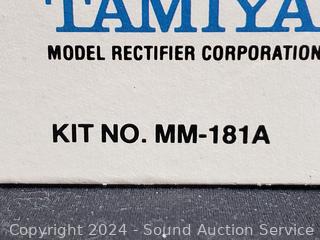 TAMIYA
MODEL RECTIFIER CORPORATION
KIT NO. MM-181A
Copyright 2024 - Sound Auction Service